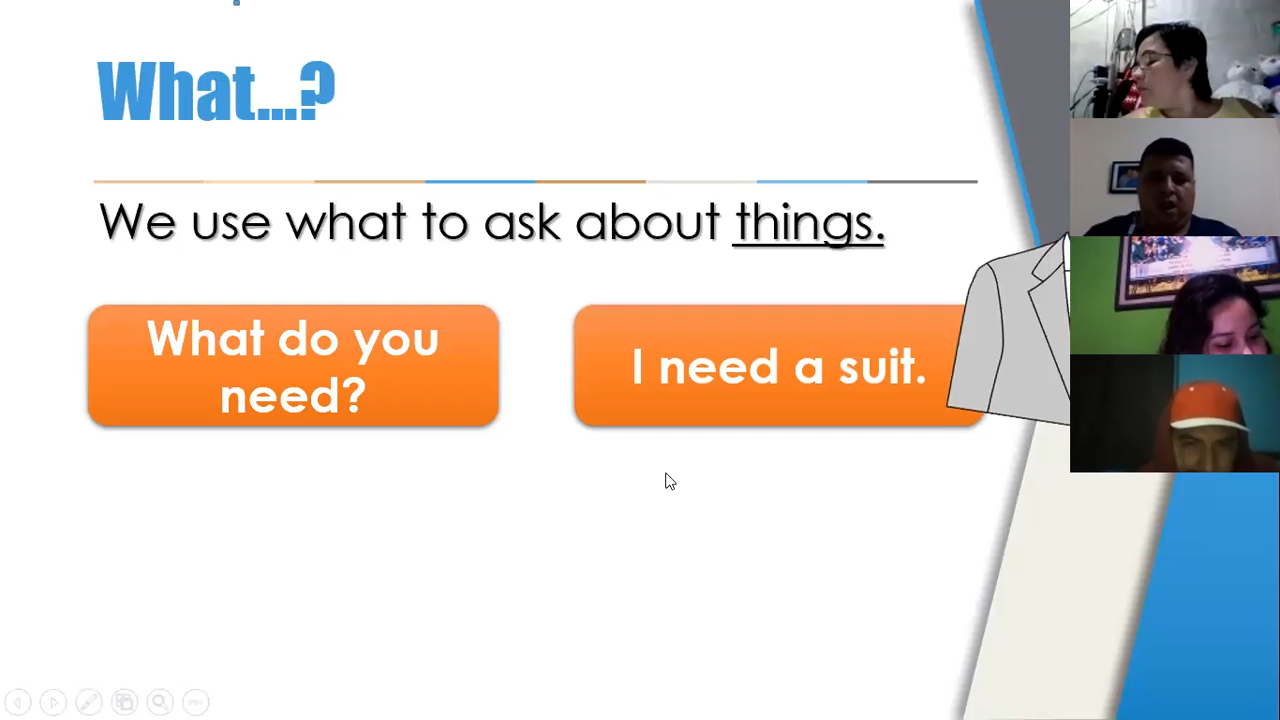 What...?
We use what to ask about things.
What do you
need?
I need a suit.